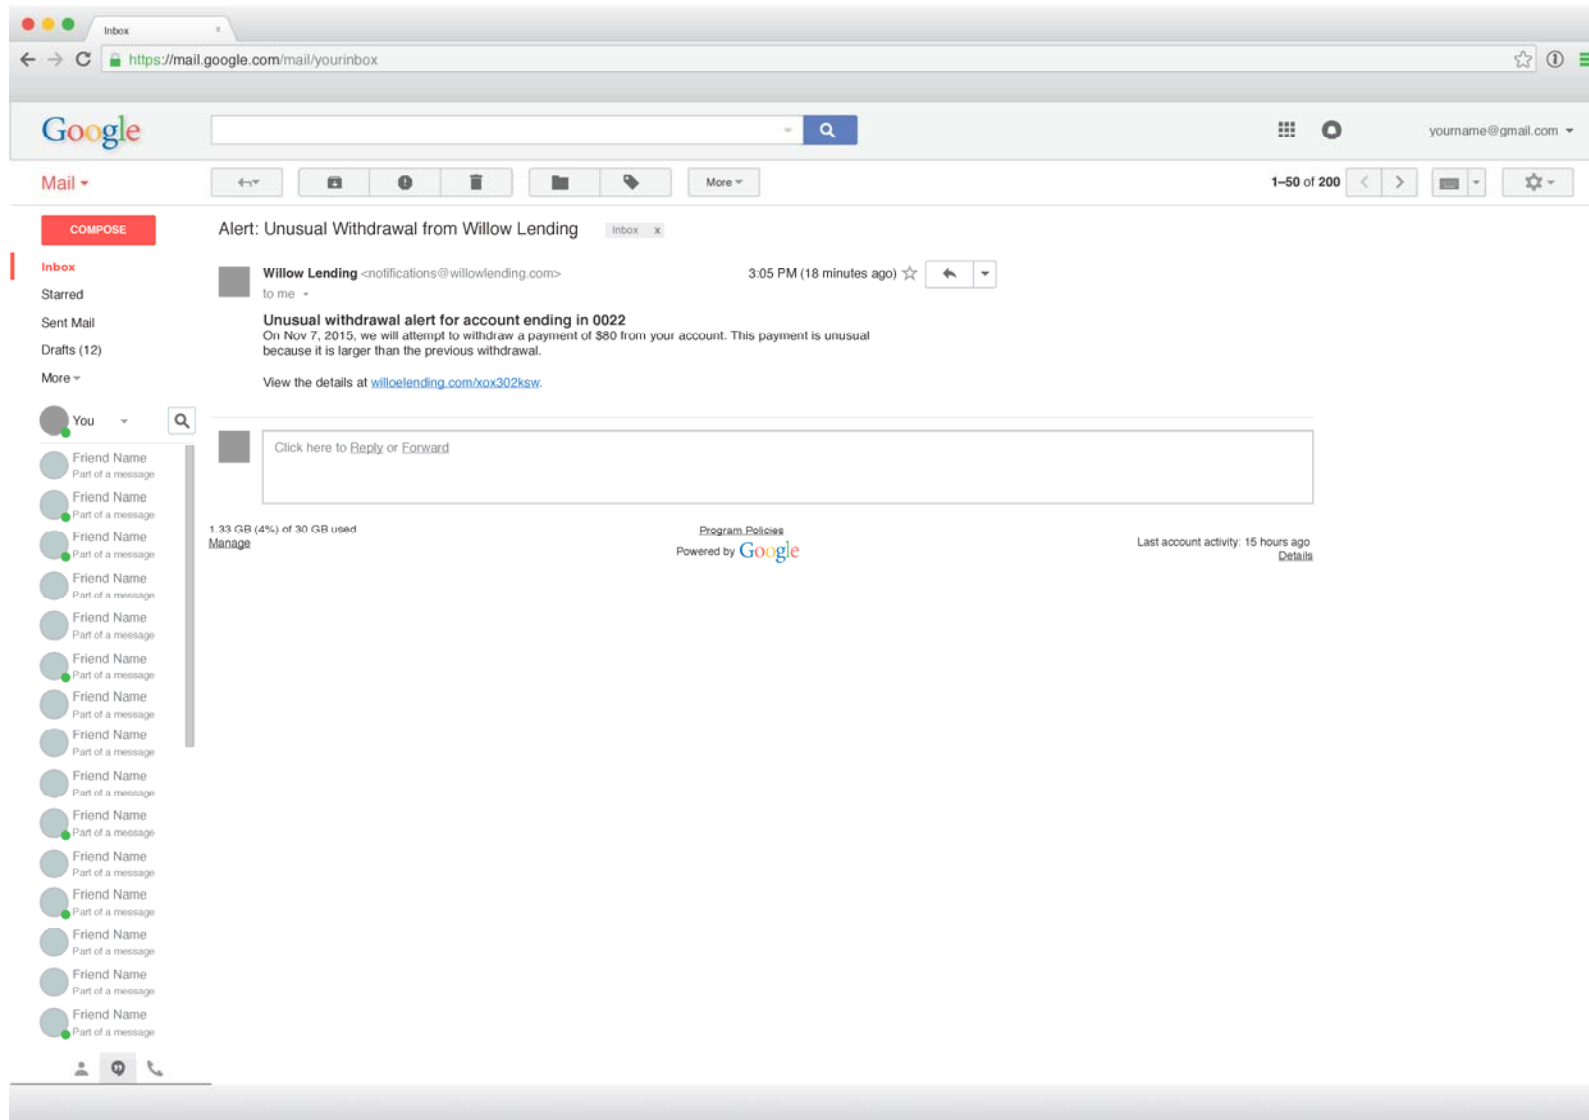 Inbox x
https://mail.google.com/mail/yourinbox
Google
yourname@gmail.com
Mail
More
1–50 of 200
COMPOSE
Alert: Unusual Withdrawal from Willow Lending Inbox x
Inbox
Starred
Sent Mail
Drafts (12)
More
Willow Lending <notifications@willowlending.com> 3:05 PM (18 minutes ago)
to me
Unusual withdrawal alert for account ending in 0022
On Nov 7, 2015, we will attempt to withdraw a payment of $80 from your account. This payment is unusual
because it is larger than the previous withdrawal.
View the details at willoelending.com/xox302ksw.
You
Click here to Reply or Forward
1.33 GB (4%) of 30 GB used
Manage
Program Policies
Powered by Google
Last account activity: 15 hours ago
Details
Friend Name
Part of a message
Friend Name
Part of a message
Friend Name
Part of a message
Friend Name
Part of a message
Friend Name
Part of a message
Friend Name
Part of a message
Friend Name
Part of a message
Friend Name
Part of a message
Friend Name
Part of a message
Friend Name
Part of a message
Friend Name
Part of a message
Friend Name
Part of a message
Friend Name
Part of a message
Friend Name
Part of a message
Friend Name
Part of a message